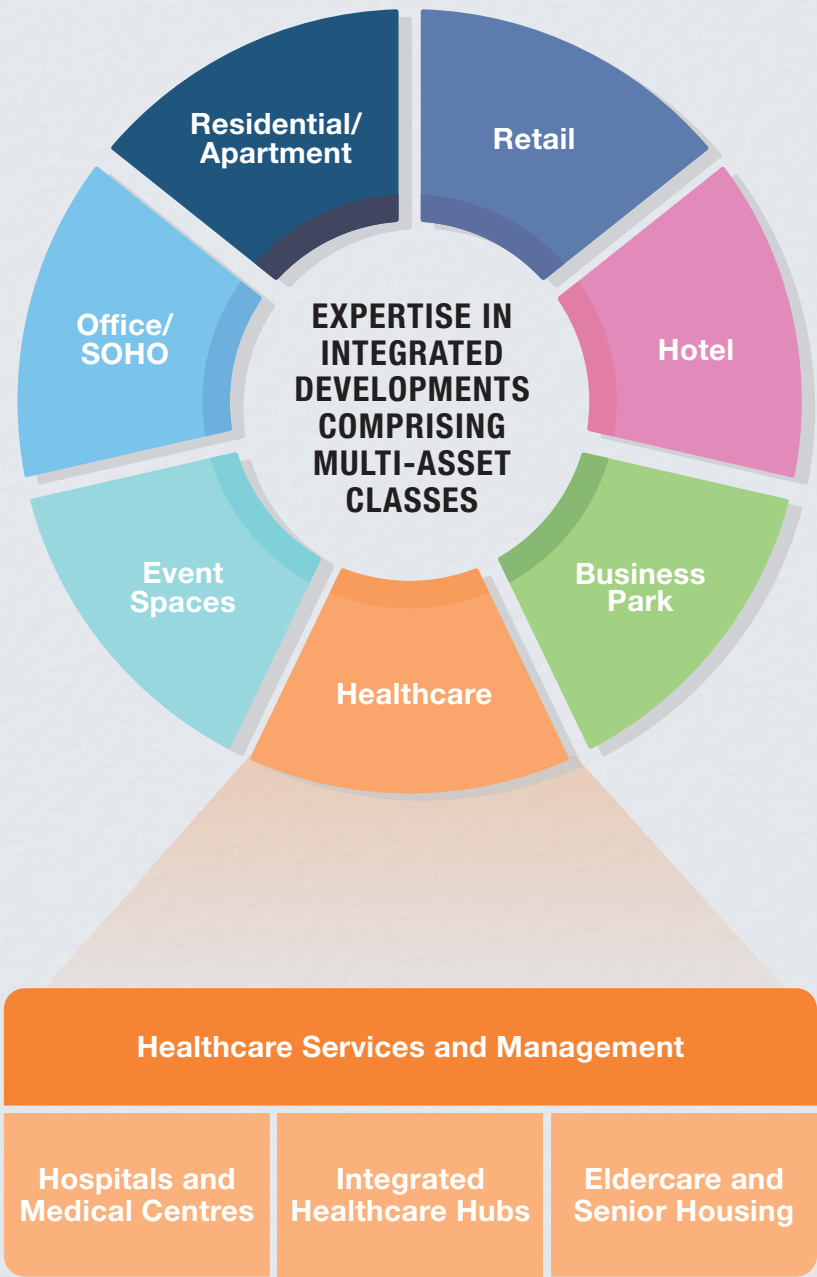 Residential/
Apartment
Retail
Office/
SOHO
EXPERTISE IN
INTEGRATED
DEVELOPMENTS
COMPRISING
MULTI-ASSET
CLASSES
Hotel
Event
Spaces
Business
Park
Healthcare
Healthcare Services and Management
Hospitals and
Medical Centres
Integrated
Healthcare Hubs
Eldercare and
Senior Housing